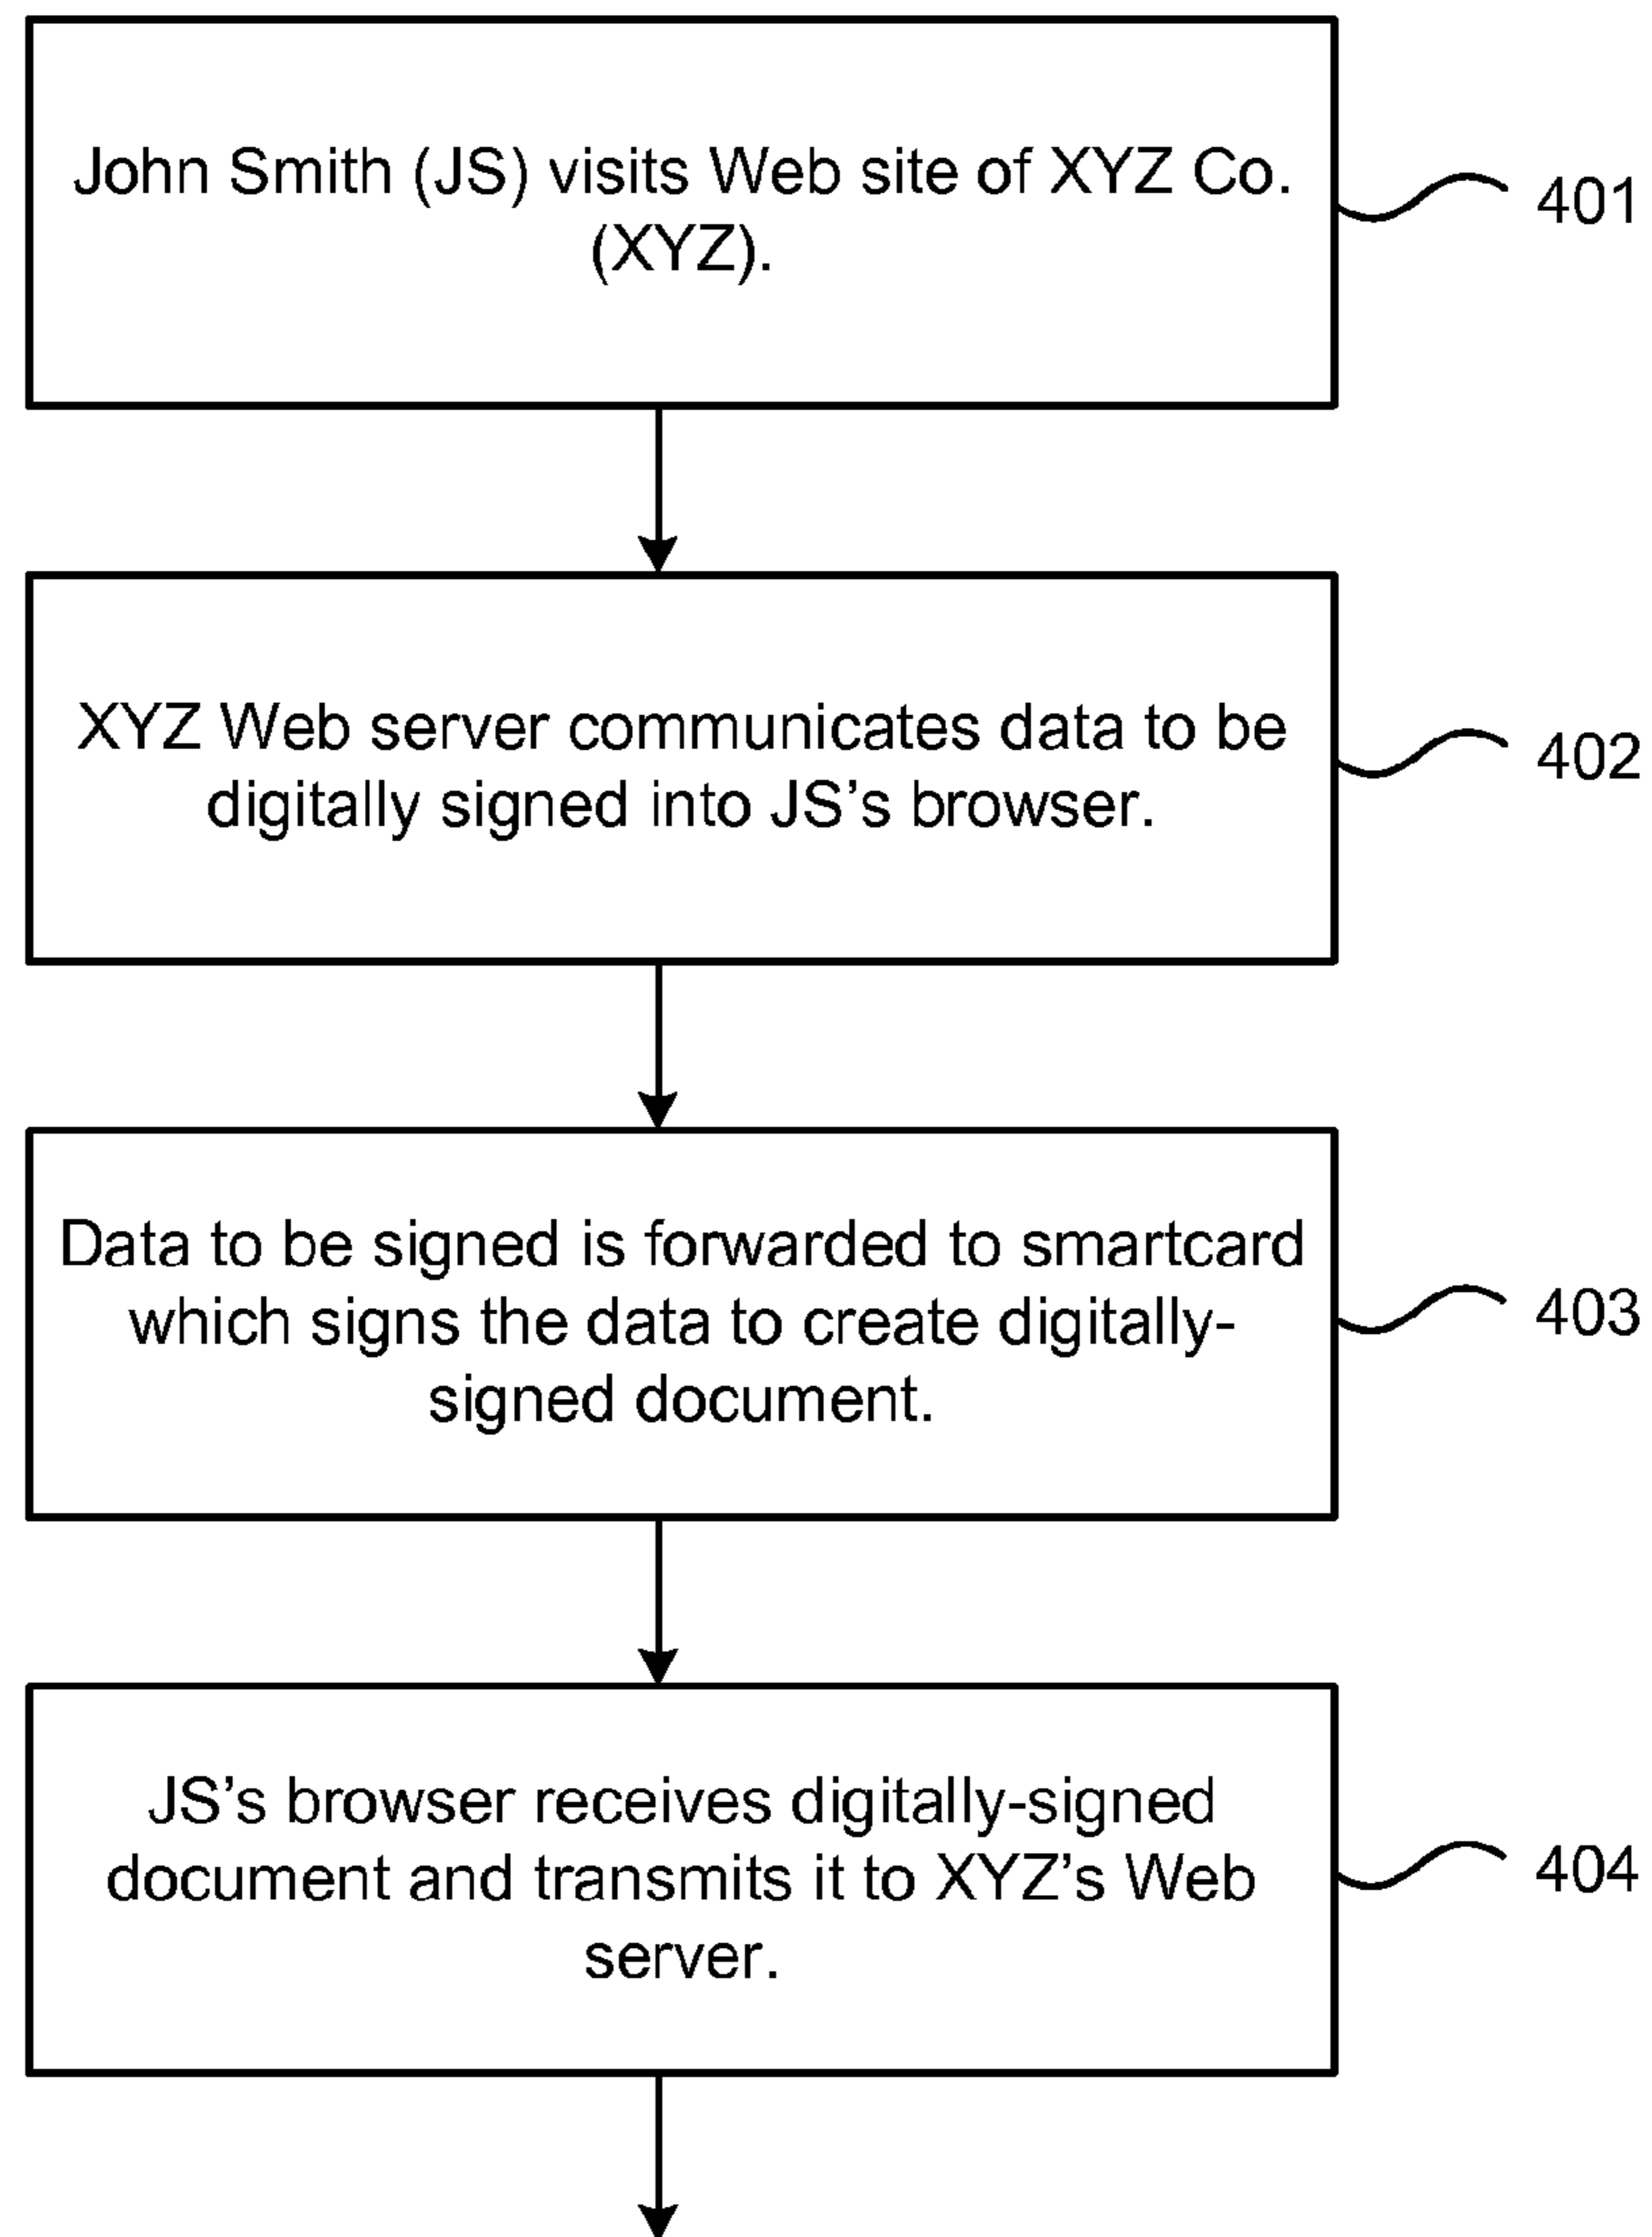 John Smith (JS) visits Web site of XYZ Co.
(XYZ).
401
XYZ Web server communicates data to be
digitally signed into JS's browser.
402
Data to be signed is forwarded to smartcard
which signs the data to create digitally-
signed document.
403
JS's browser receives digitally-signed
document and transmits it to XYZ's Web
server.
404